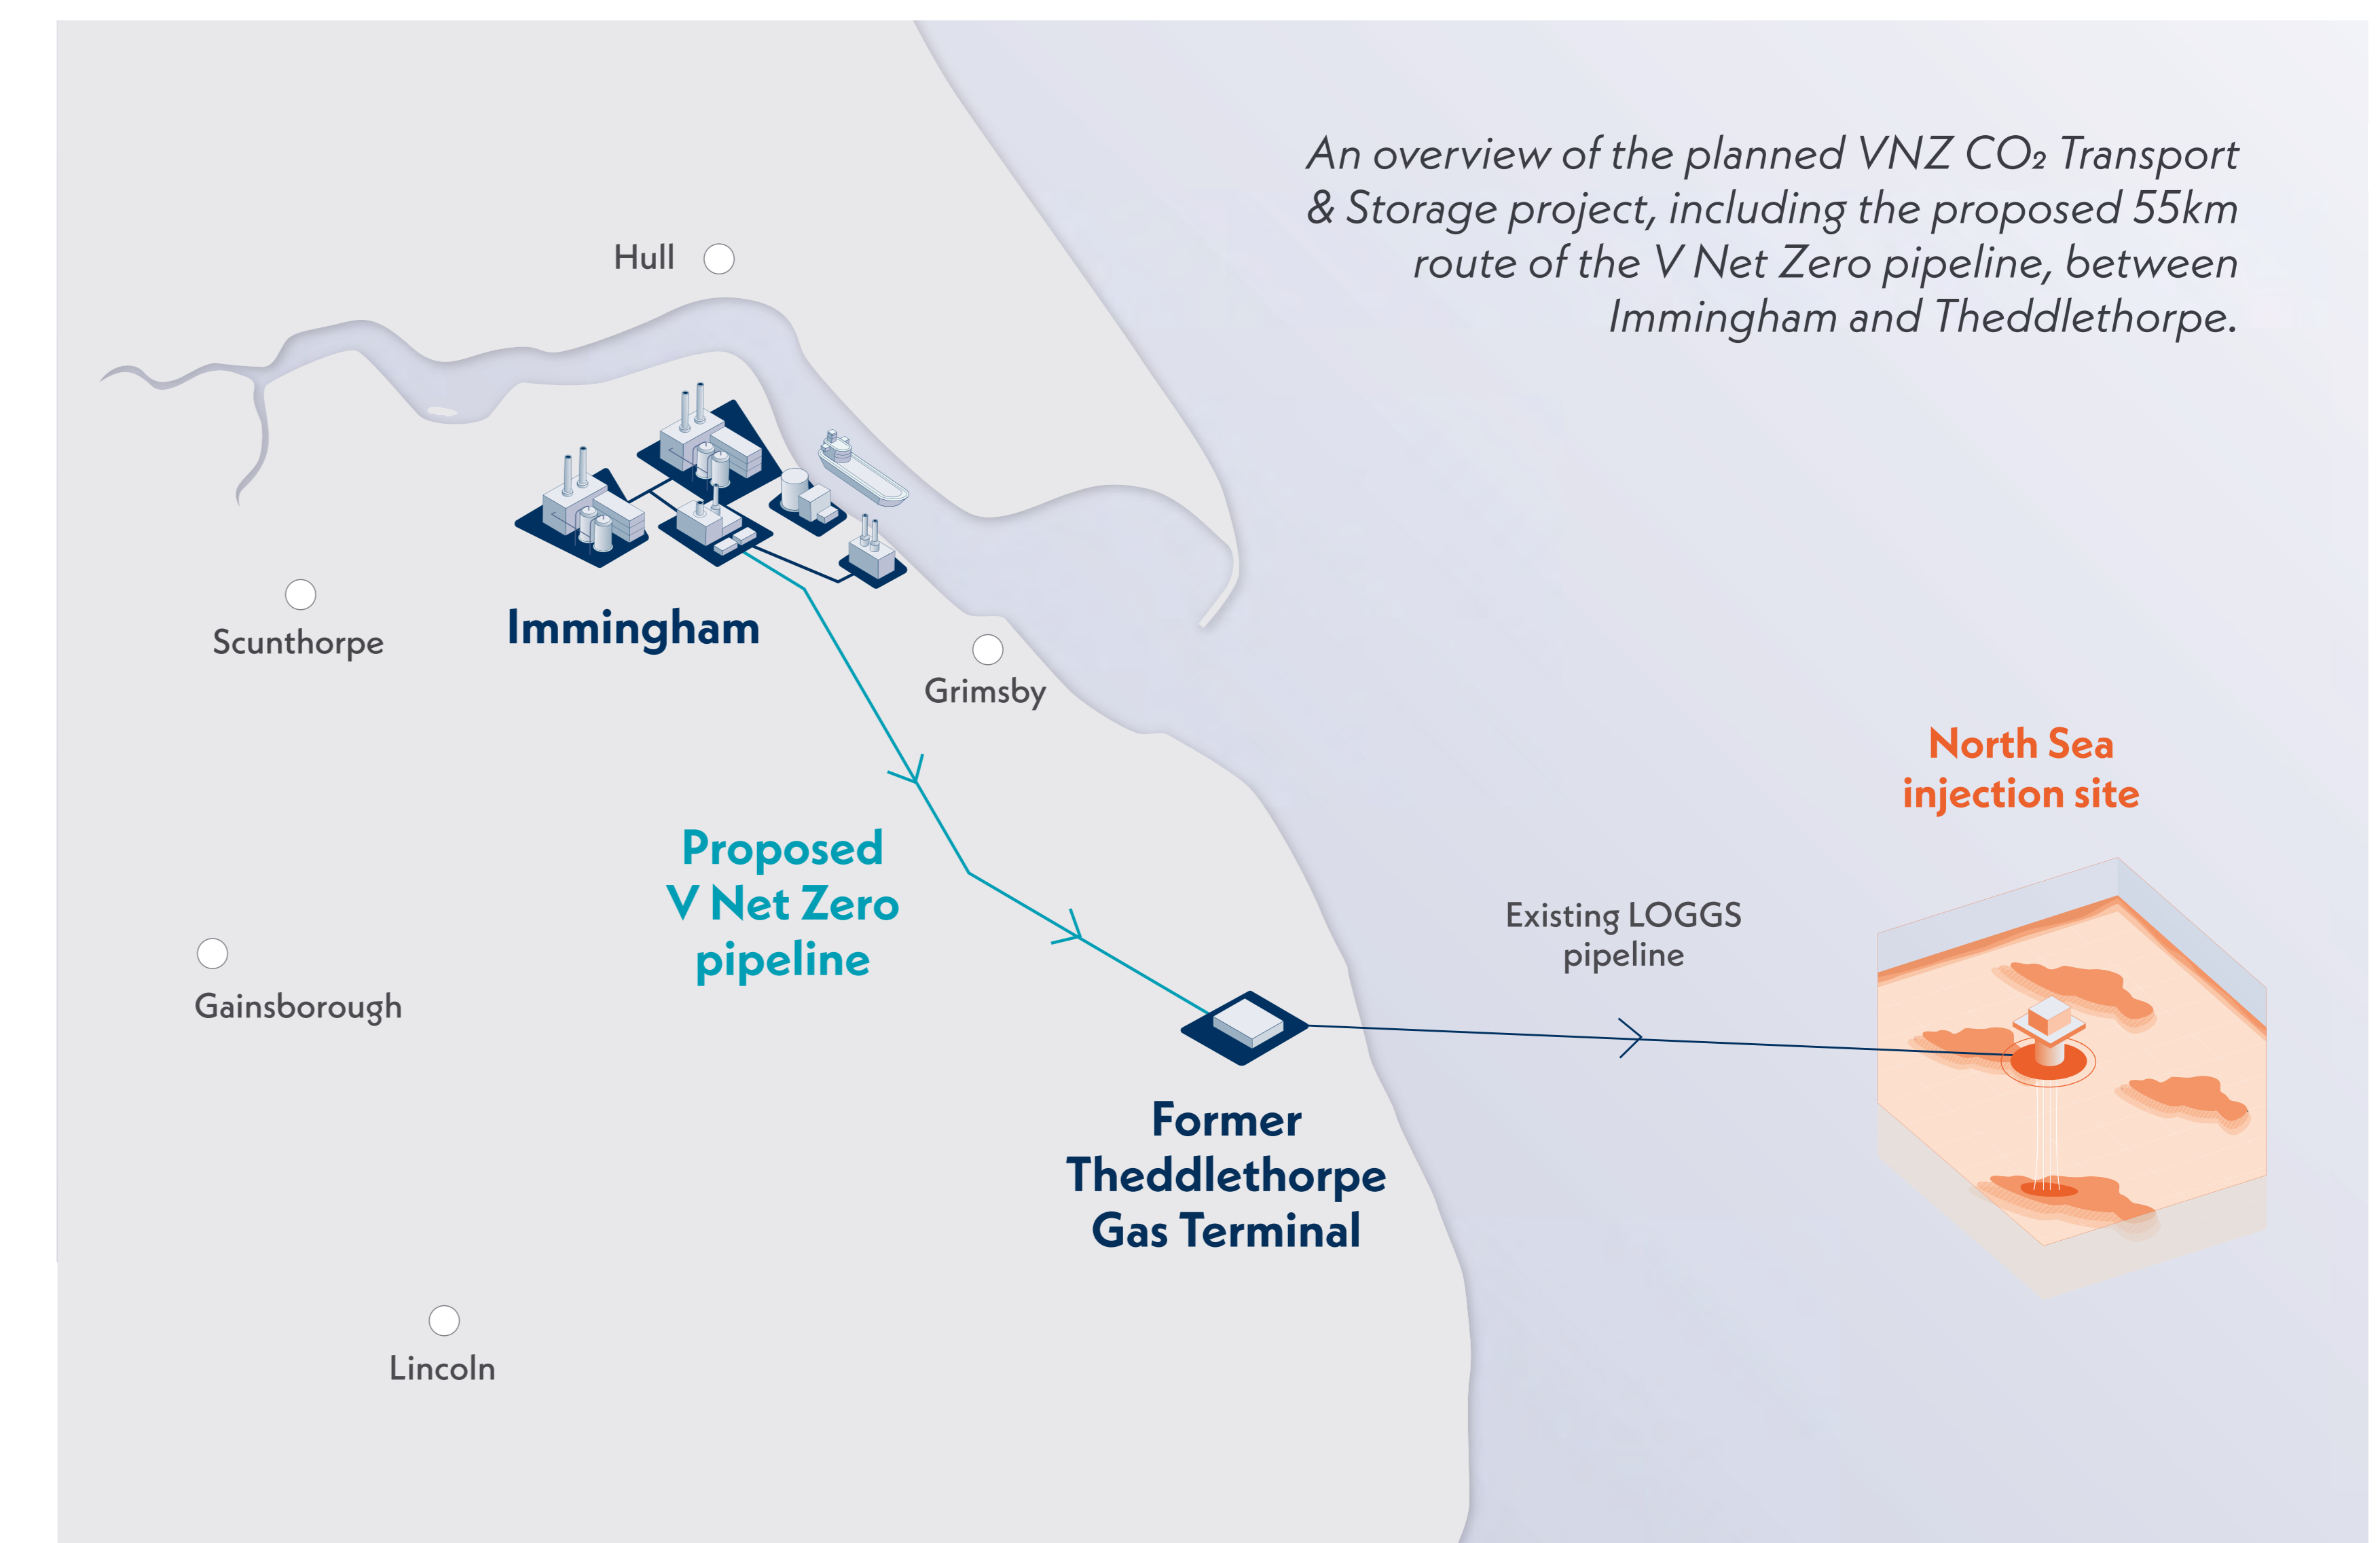 An overview of the planned VNZ CO₂ Transport
& Storage project, including the proposed 55km
route of the V Net Zero pipeline, between
Immingham and Theddlethorpe.
Hull
Scunthorpe
Immingham
Grimsby
North Sea
injection site
Proposed
V Net Zero
pipeline
Existing LOGGS
pipeline
Gainsborough
Former
Theddlethorpe
Gas Terminal
Lincoln